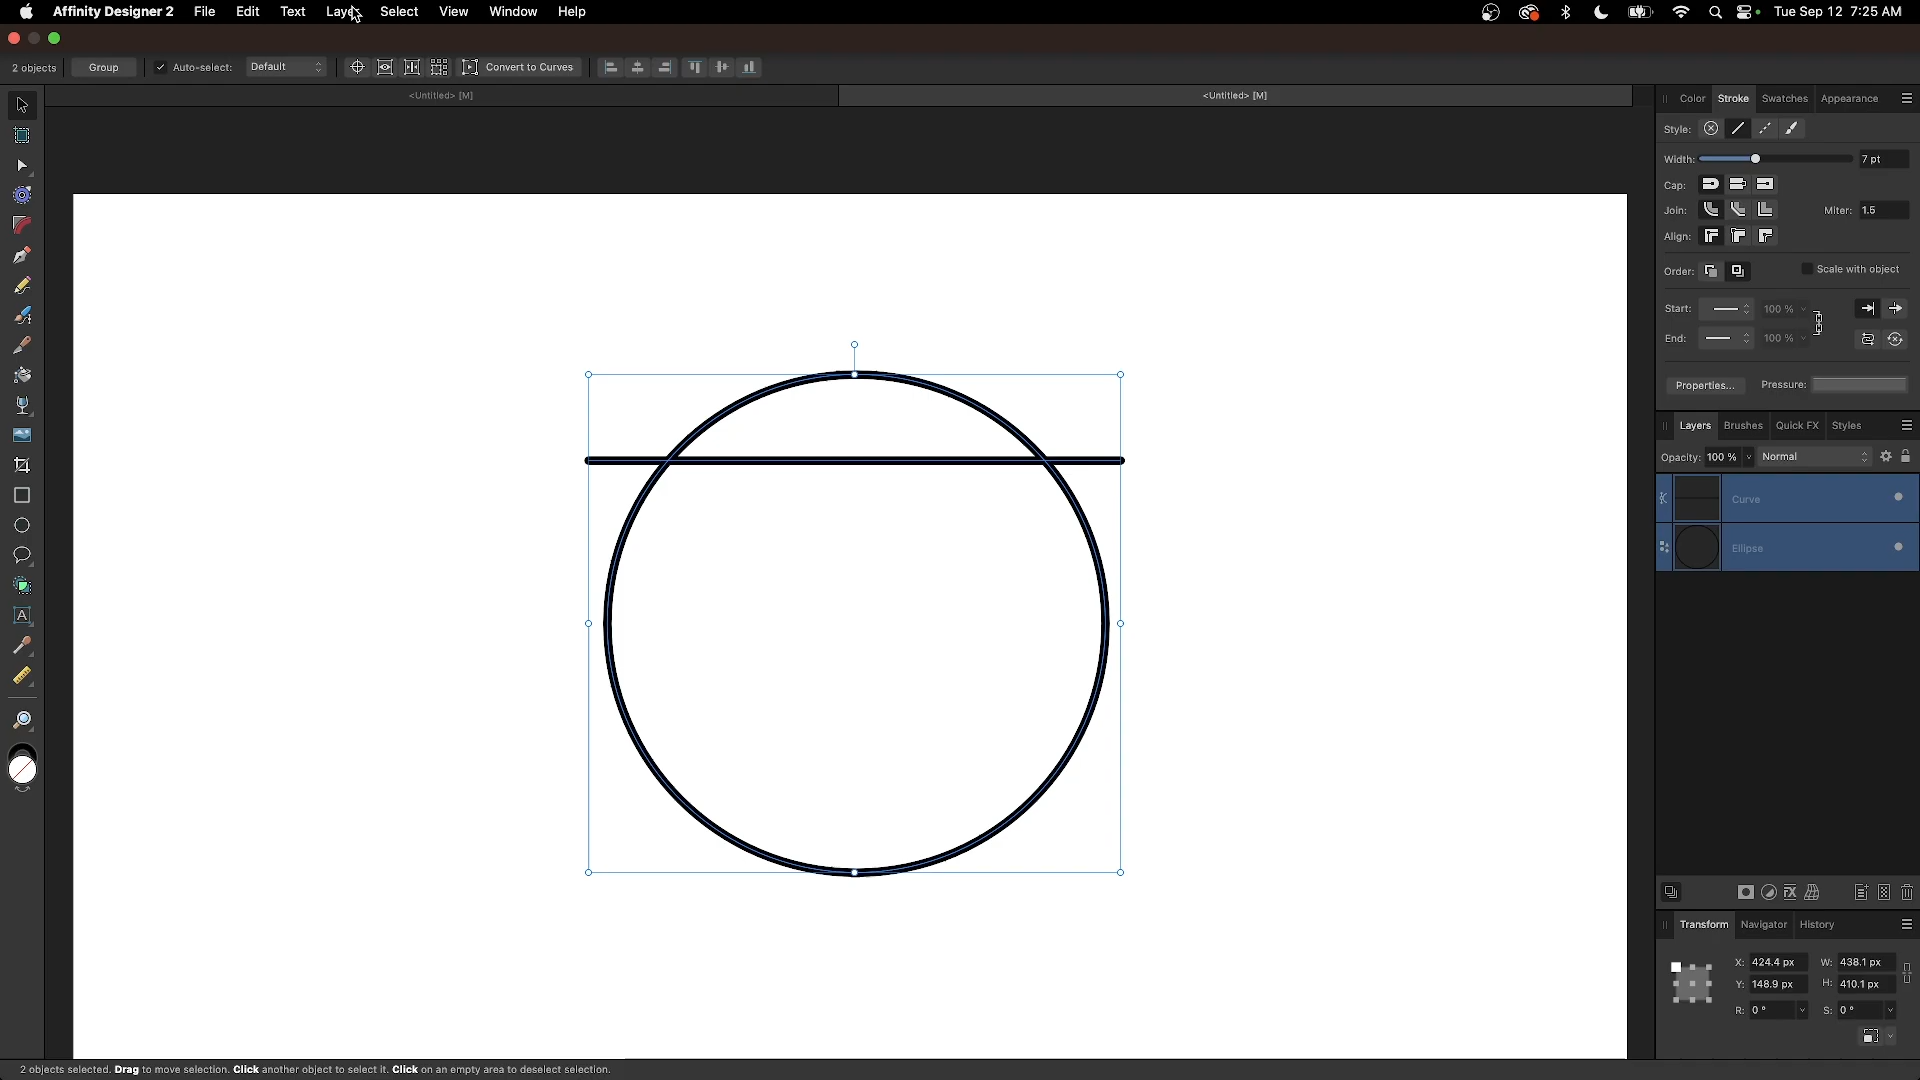 Affinity Designer 2 File Edit Text Layer Select View Window Help Tue Sep 12 7:25 AM
2 objects Group Auto-select: Default Convert to Curves
<Untitled> [M] <Untitled> [M]
Color Stroke Swatches Appearance
Style:
Width: 7 pt
Cap:
Join: Miter: 1.5
Align:
Order: Scale with object
Start: 100 %
End: 100 %
Properties... Pressure:
Layers Brushes Quick FX Styles
Opacity: 100 % Normal
Curve
Ellipse
Transform Navigator History
X: 424.4 px W: 438.1 px
Y: 148.9 px H: 410.1 px
R: 0 ° S: 0 °
2 objects selected. Drag to move selection. Click another object to select it. Click on an empty area to deselect selection.